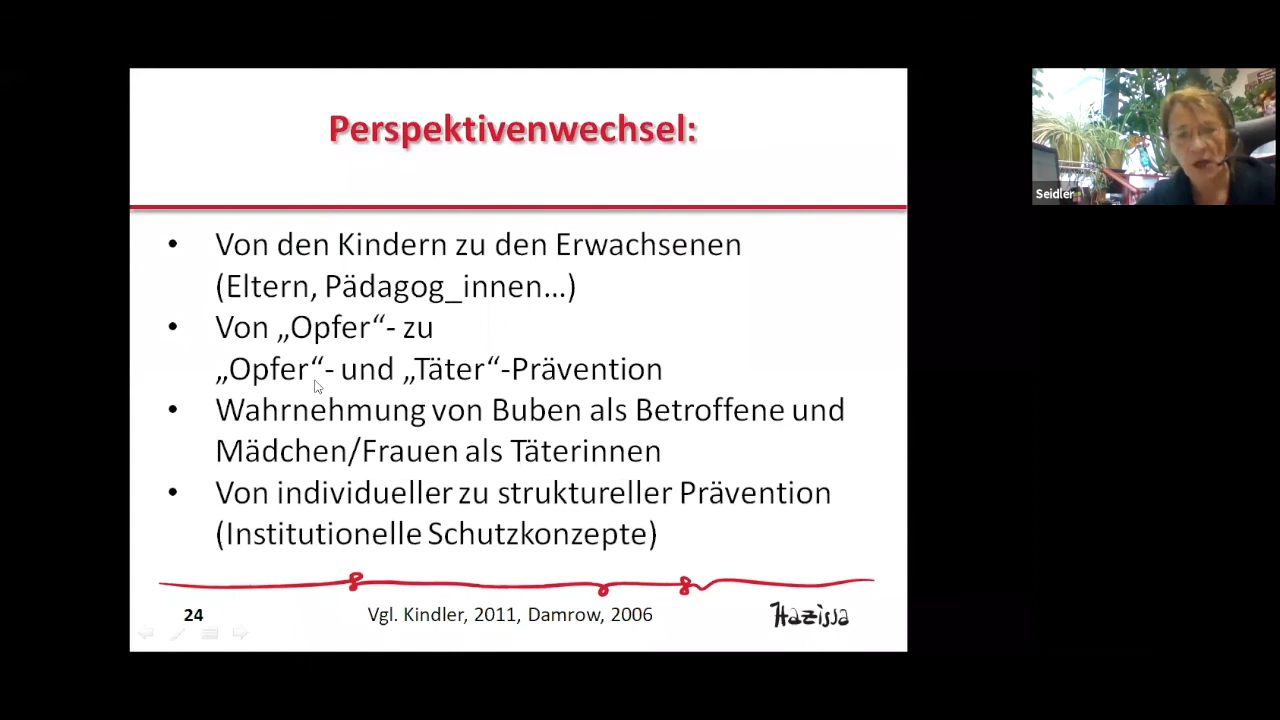 Perspektivenwechsel:
• Von den Kindern zu den Erwachsenen
(Eltern, Pädagog_innen...)
• Von „Opfer“- zu
„Opfer“- und „Täter“-Prävention
• Wahrnehmung von Buben als Betroffene und
Mädchen/Frauen als Täterinnen
• Von individueller zu struktureller Prävention
(Institutionelle Schutzkonzepte)
24 Vgl. Kindler, 2011, Damrow, 2006 Hazissa
Seidler